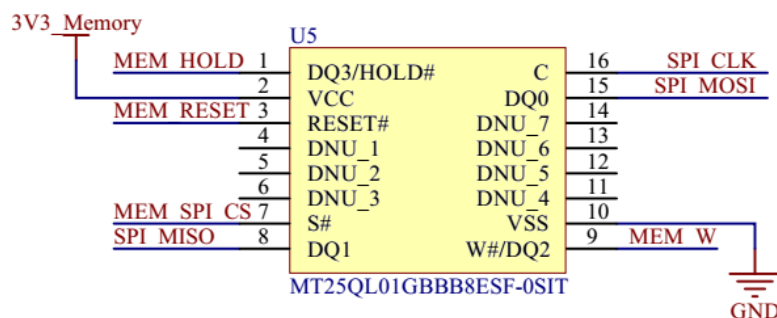 3V3_Memory
U5
MEM_HOLD 1 DQ3/HOLD# C 16 SPI_CLK
2 VCC DQ0 15 SPI_MOSI
MEM_RESET 3 RESET# DNU_7 14
4 DNU_1 DNU_6 13
5 DNU_2 DNU_5 12
6 DNU_3 DNU_4 11
MEM_SPI_CS 7 S# VSS 10
SPI_MISO 8 DQ1 W#/DQ2 9 MEM_W
MT25QL01GBBB8ESF-0SIT
GND